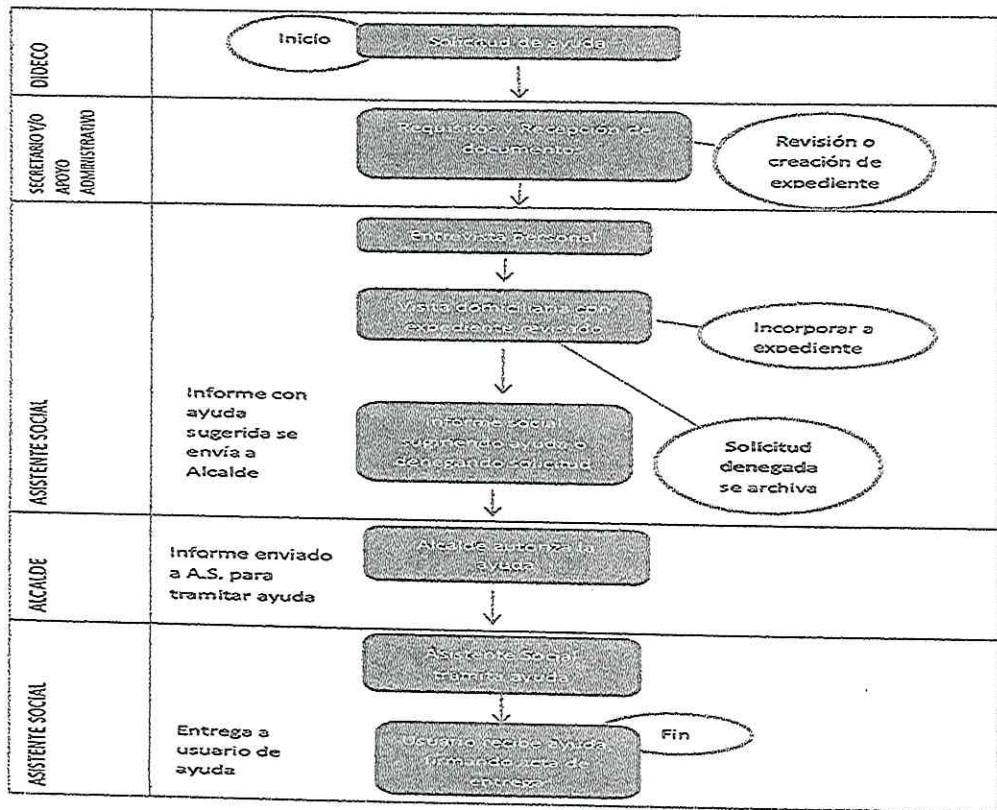 DIDECO
Inicio
Solicitud de ayuda
SECRETARIO Y/O
APOYO
ADMINISTRATIVO
Requisitos y Recepción de
documentos
Revisión o
creación de
expediente
ASISTENTE SOCIAL
Entrevista Personal
Visita domiciliaria con
expediente revisado
Incorporar a
expediente
Informe con
ayuda
sugerida se
envía a
Alcalde
Informe social
sugiriendo ayuda o
denegando solicitud
Solicitud
denegada
se archiva
ALCALDE
Informe enviado
a A.S. para
tramitar ayuda
Alcalde autoriza la
ayuda
ASISTENTE SOCIAL
Asistente Social
tramita ayuda
Entrega a
usuario de
ayuda
Usuario recibe ayuda
firmando acta de
entrega
Fin